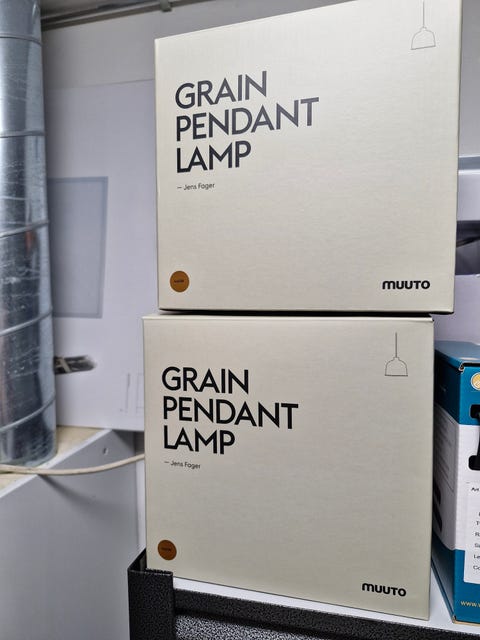 GRAIN
PENDANT
LAMP
— Jens Fager
muuto
GRAIN
PENDANT
LAMP
— Jens Fager
muuto